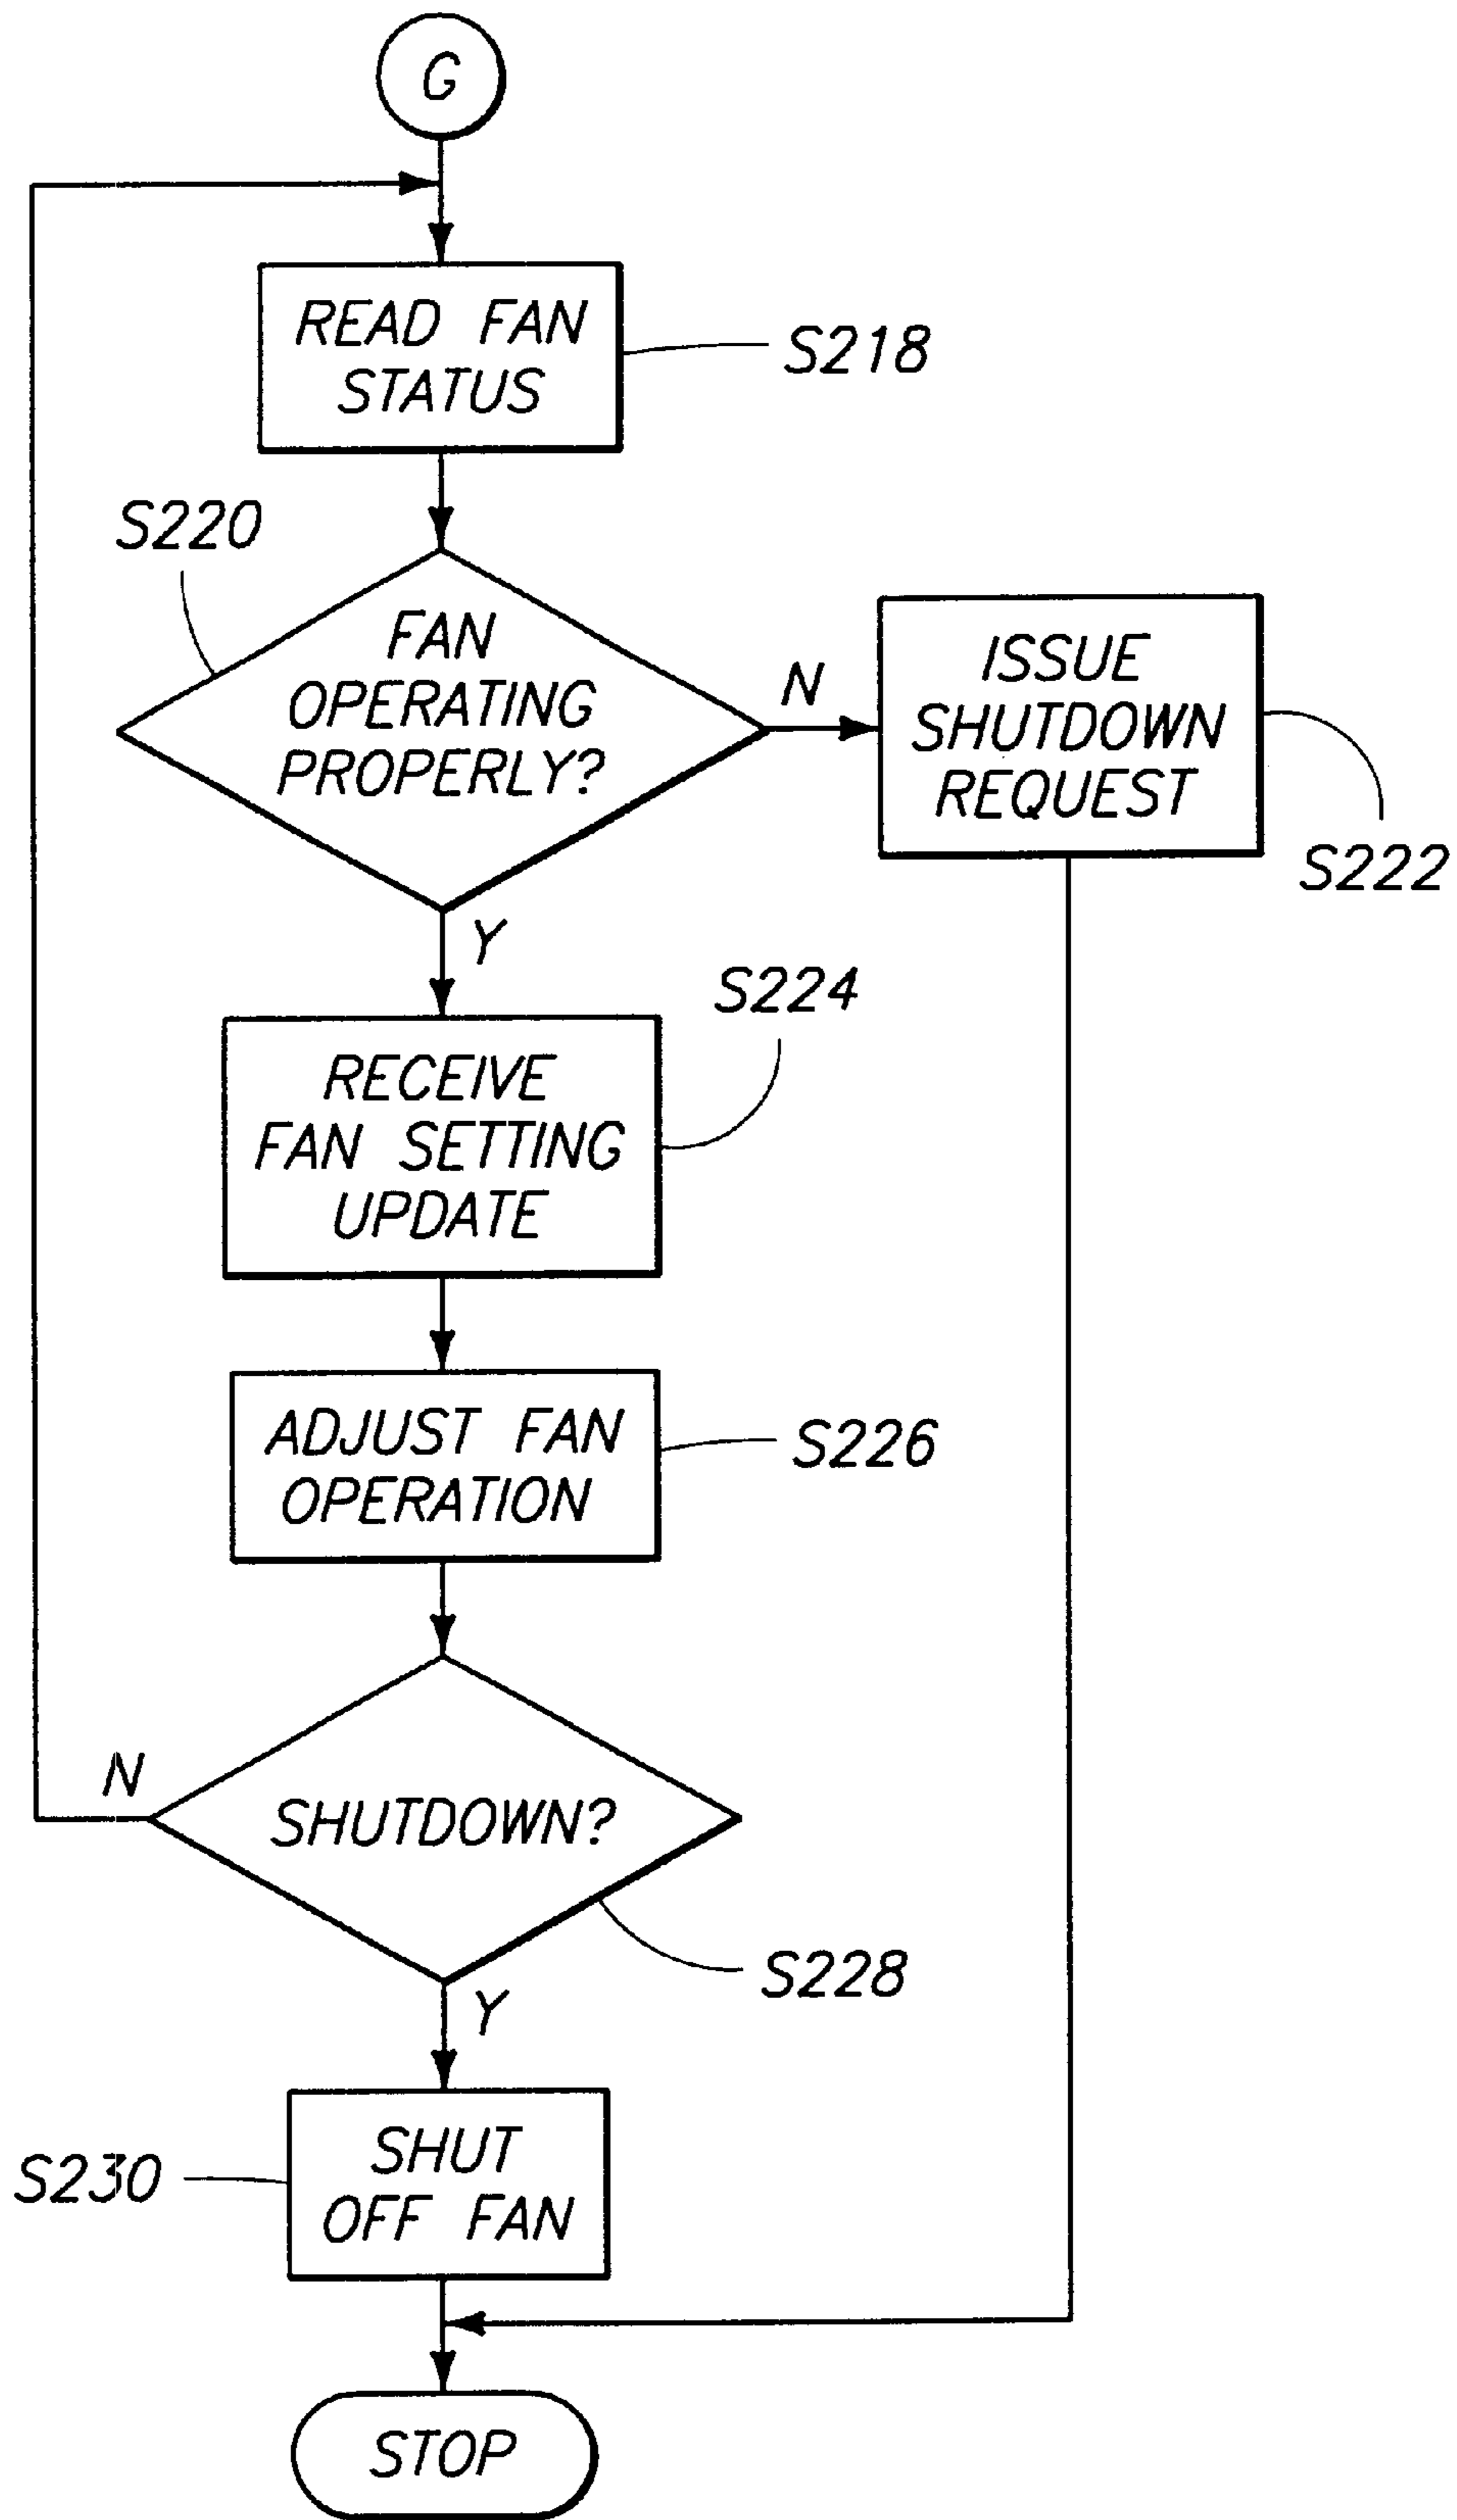 G
READ FAN
STATUS
S218
S220
FAN
OPERATING
PROPERLY?
N
ISSUE
SHUTDOWN
REQUEST
S222
Y
S224
RECEIVE
FAN SETTING
UPDATE
ADJUST FAN
OPERATION
S226
N
SHUTDOWN?
S228
Y
SHUT
OFF FAN
S230
STOP